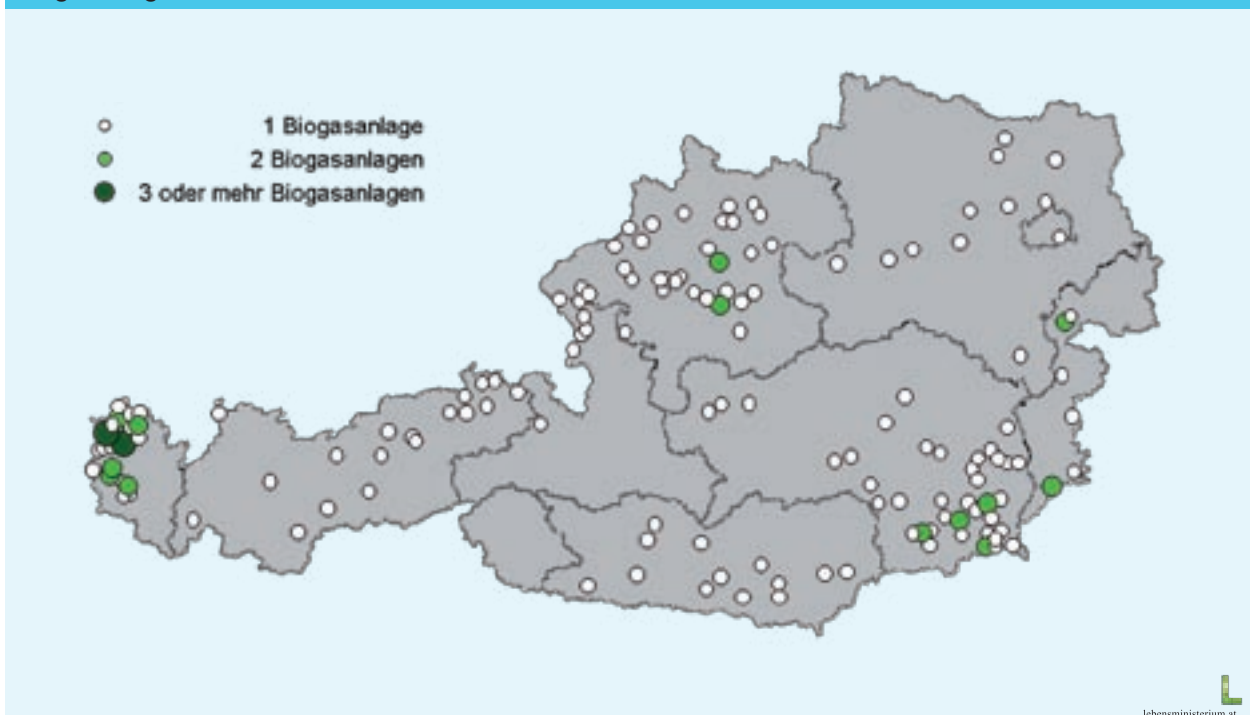 1 Biogasanlage
2 Biogasanlagen
3 oder mehr Biogasanlagen
lebensministerium.at